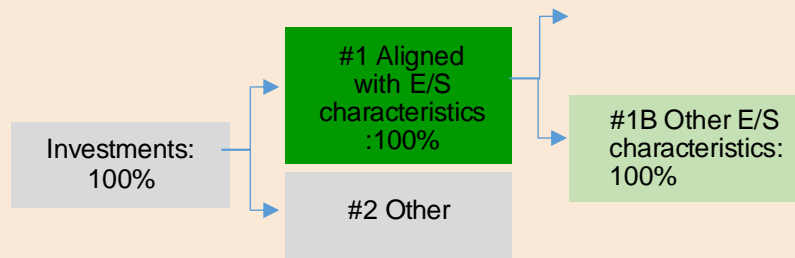 Investments:
100%
#1 Aligned
with E/S
characteristics
:100%
#2 Other
#1B Other E/S
characteristics:
100%